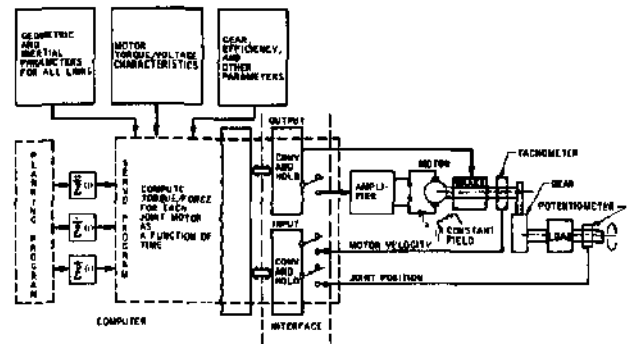 GEOMETRIC
AND
INERTIAL
PARAMETERS
FOR ALL LINKS
MOTOR
TORQUE/VOLTAGE
CHARACTERISTICS
GEAR,
EFFICIENCY,
AND
OTHER
PARAMETERS
OUTPUT
PLANNING PROGRAM
SERVO PROGRAM
COMPUTE
TORQUE/FORCE
FOR EACH
JOINT MOTOR
AS
A FUNCTION OF
TIME
CONV
AND
HOLD
AMPLI-
FIER
MOTOR
BRAKE
TACHOMETER
GEAR
POTENTIOMETER
CONSTANT
FIELD
LOAD
INPUT
CONV
AND
HOLD
MOTOR VELOCITY
JOINT POSITION
COMPUTER
INTERFACE